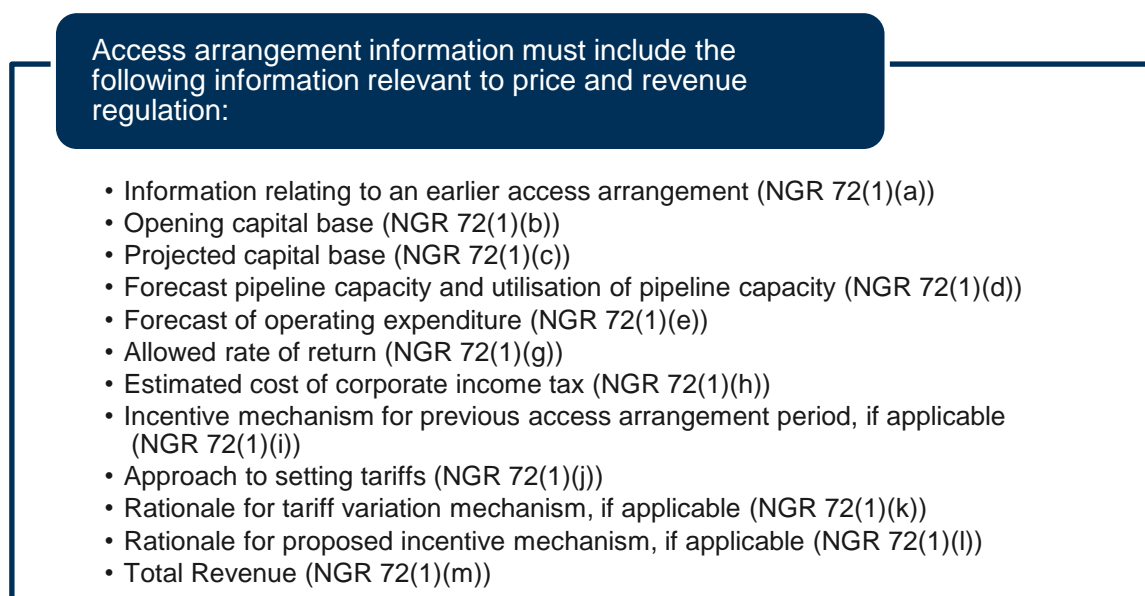 Access arrangement information must include the
following information relevant to price and revenue
regulation:
• Information relating to an earlier access arrangement (NGR 72(1)(a))
• Opening capital base (NGR 72(1)(b))
• Projected capital base (NGR 72(1)(c))
• Forecast pipeline capacity and utilisation of pipeline capacity (NGR 72(1)(d))
• Forecast of operating expenditure (NGR 72(1)(e))
• Allowed rate of return (NGR 72(1)(g))
• Estimated cost of corporate income tax (NGR 72(1)(h))
• Incentive mechanism for previous access arrangement period, if applicable
(NGR 72(1)(i))
• Approach to setting tariffs (NGR 72(1)(j))
• Rationale for tariff variation mechanism, if applicable (NGR 72(1)(k))
• Rationale for proposed incentive mechanism, if applicable (NGR 72(1)(l))
• Total Revenue (NGR 72(1)(m))